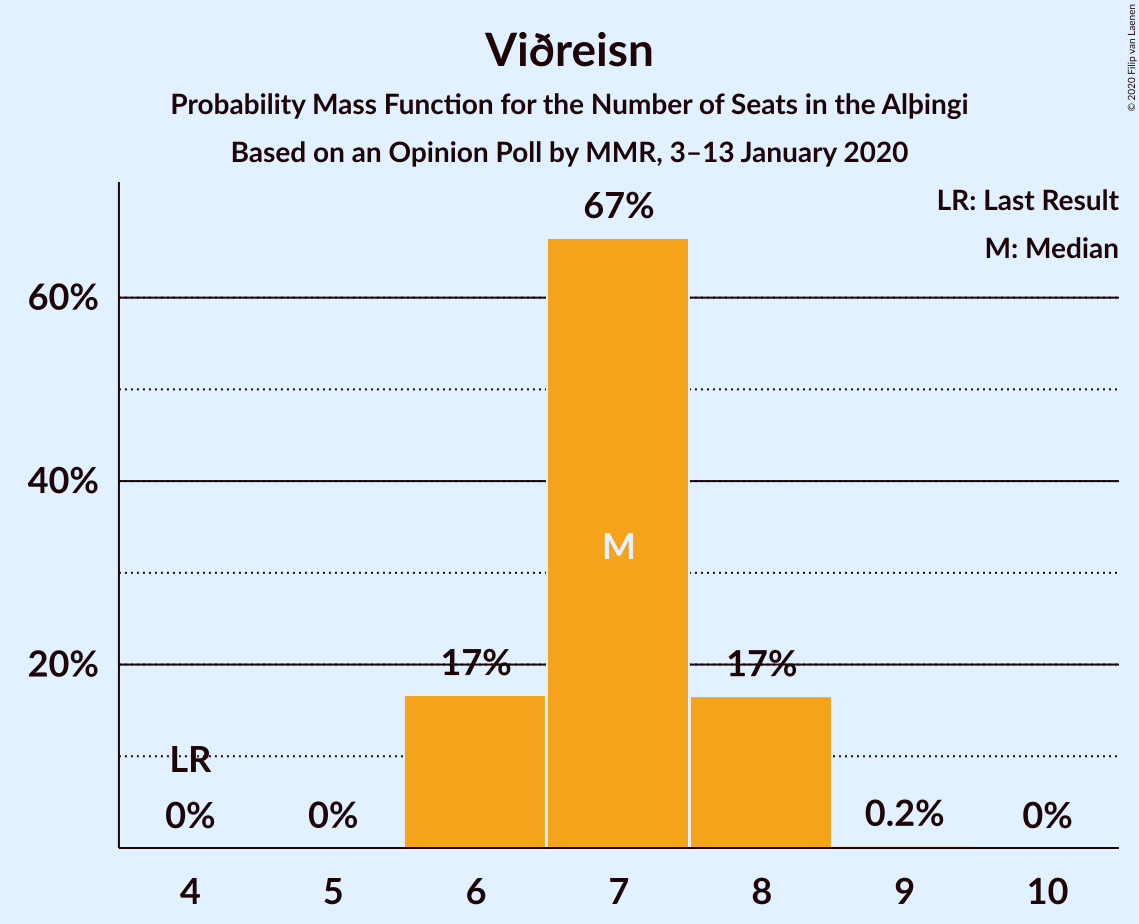 Viðreisn
Probability Mass Function for the Number of Seats in the Alþingi
Based on an Opinion Poll by MMR, 3–13 January 2020
© 2020 Filip van Laenen
LR: Last Result
M: Median
67%
60%
40%
M
20%
17%
17%
LR
0%
0%
0.2%
0%
4 5 6 7 8 9 10